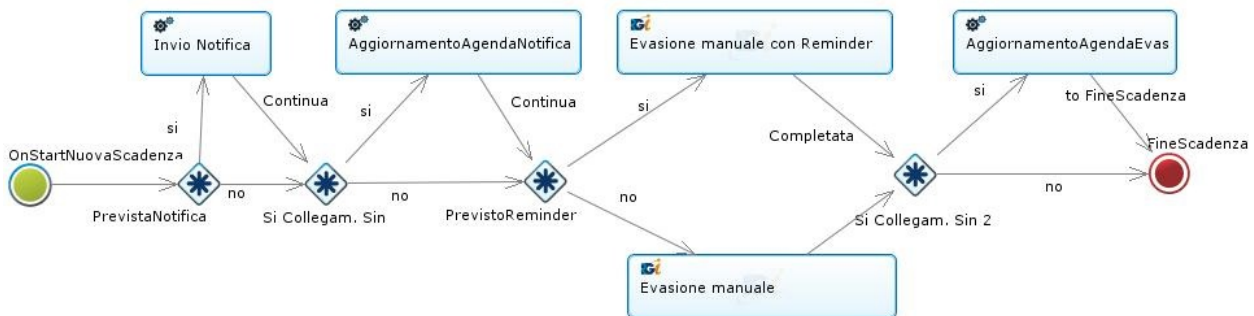 Invio Notifica
AggiornamentoAgendaNotifica
Evasione manuale con Reminder
AggiornamentoAgendaEvas
Continua
si
Continua
si
si
to FineScadenza
si
Completata
OnStartNuovaScadenza
FineScadenza
no
no
no
no
PrevistaNotifica
Si Collegam. Sin
PrevistoReminder
Si Collegam. Sin 2
Evasione manuale